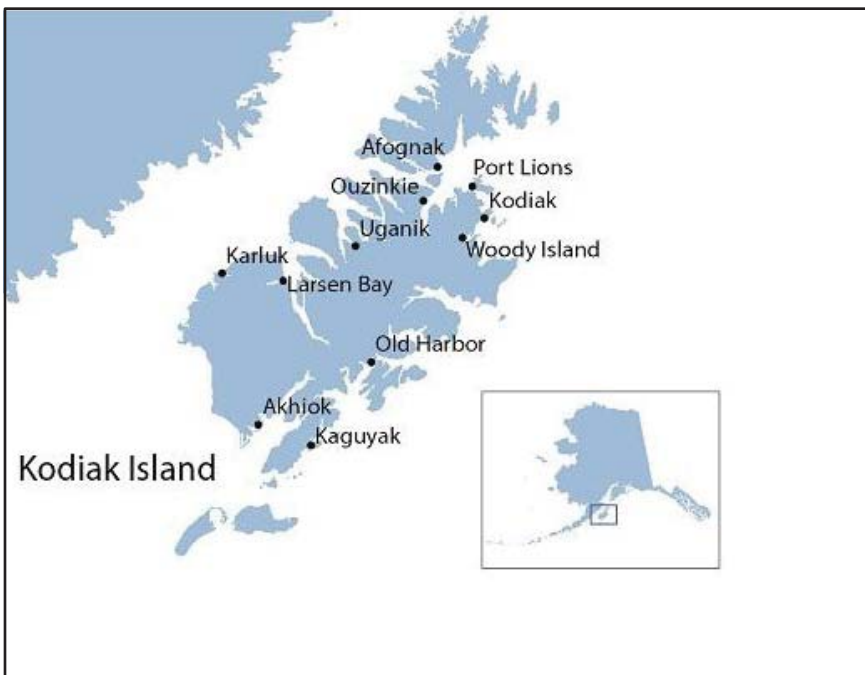 Afognak
Port Lions
Ouzinkie
Kodiak
Uganik
Woody Island
Karluk
Larsen Bay
Old Harbor
Akhiok
Kaguyak
Kodiak Island